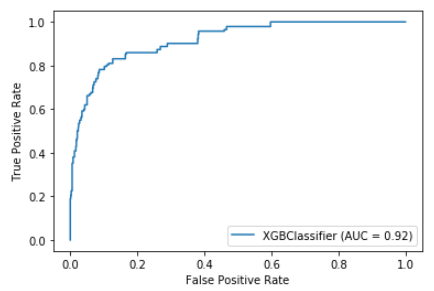 1.0
0.8
0.6
0.4
0.2
0.0
True Positive Rate
XGBClassifier (AUC = 0.92)
0.0 0.2 0.4 0.6 0.8 1.0
False Positive Rate